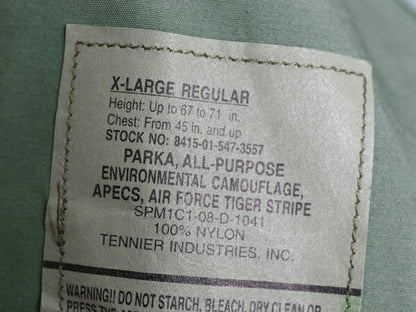 X-LARGE REGULAR
Height: Up to 67 to 71 in.
Chest: From 45 in. and up
STOCK NO: 8415-01-547-3557
PARKA, ALL-PURPOSE
ENVIRONMENTAL CAMOUFLAGE,
APECS, AIR FORCE TIGER STRIPE
SPM1C1-08-D-1041
100% NYLON
TENNIER INDUSTRIES, INC.
WARNING!! DO NOT STARCH, BLEACH, DRY CLEAN OR